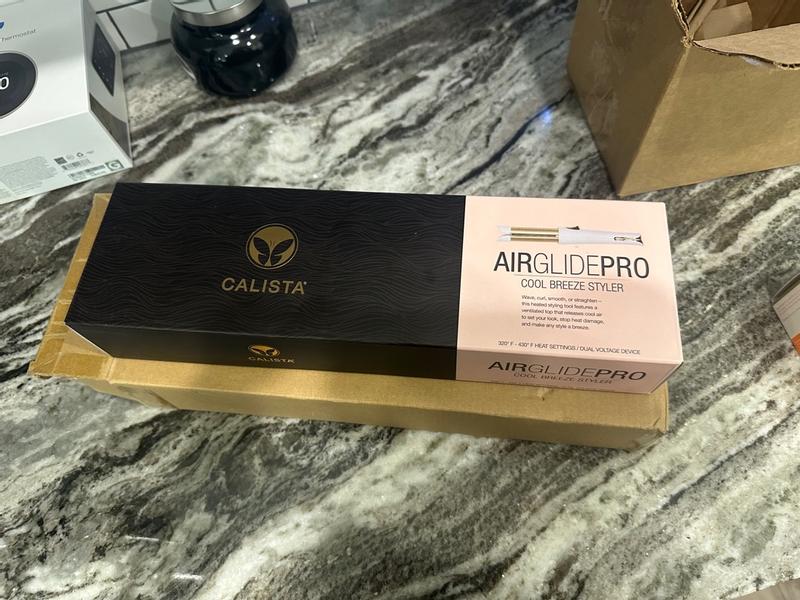 Thermostat
CALISTA
AIRGLIDEPRO
COOL BREEZE STYLER
Wave, curl, smooth, or straighten –
this heated styling tool features a
ventilated top that releases cool air
to set your look, stop heat damage,
and make any style a breeze.
320° F - 430° F HEAT SETTINGS / DUAL VOLTAGE DEVICE
CALISTA
AIRGLIDEPRO
COOL BREEZE STYLER